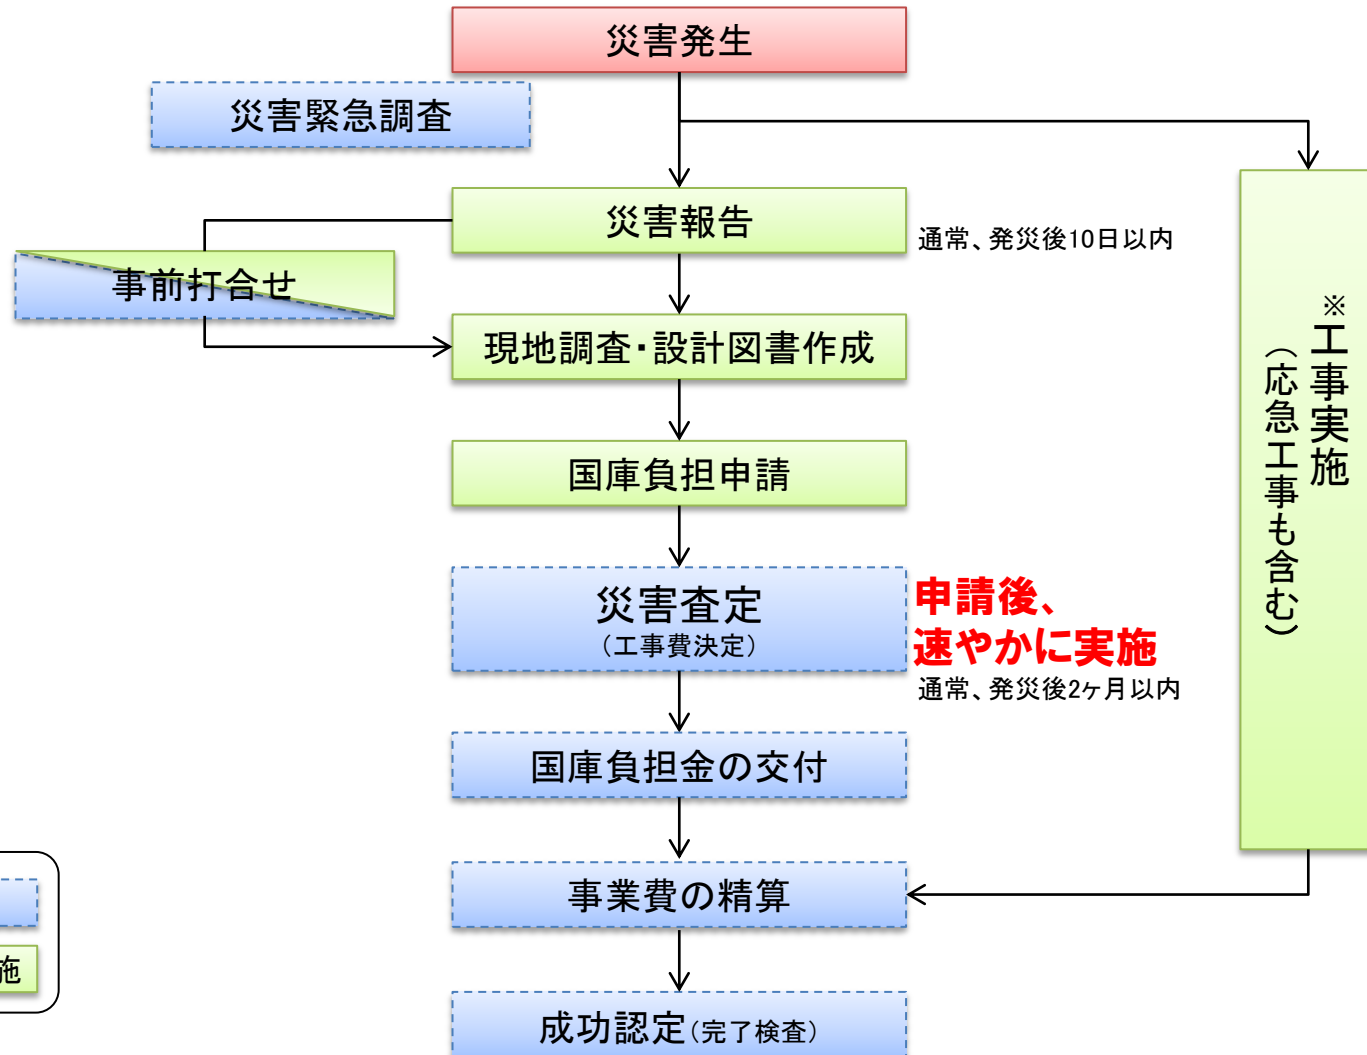 災害発生
災害緊急調査
災害報告
通常、発災後10日以内
事前打合せ
現地調査・設計図書作成
国庫負担申請
災害査定
（工事費決定）
申請後、
速やかに実施
通常、発災後2ヶ月以内
国庫負担金の交付
事業費の精算
成功認定（完了検査）
※工事実施
（応急工事も含む）
施